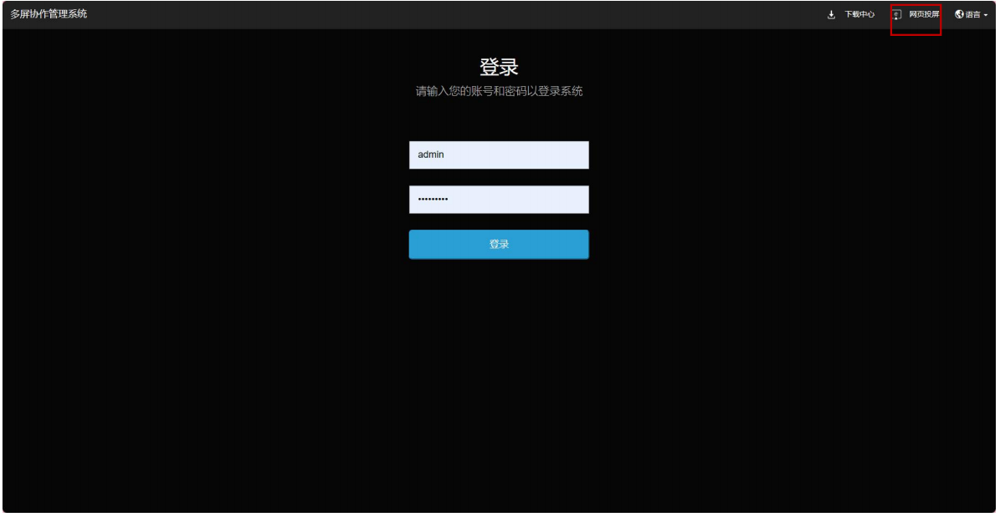 多屏协作管理系统
下载中心 网页投屏 语言
登录
请输入您的账号和密码以登录系统
admin
•••••••••
登录